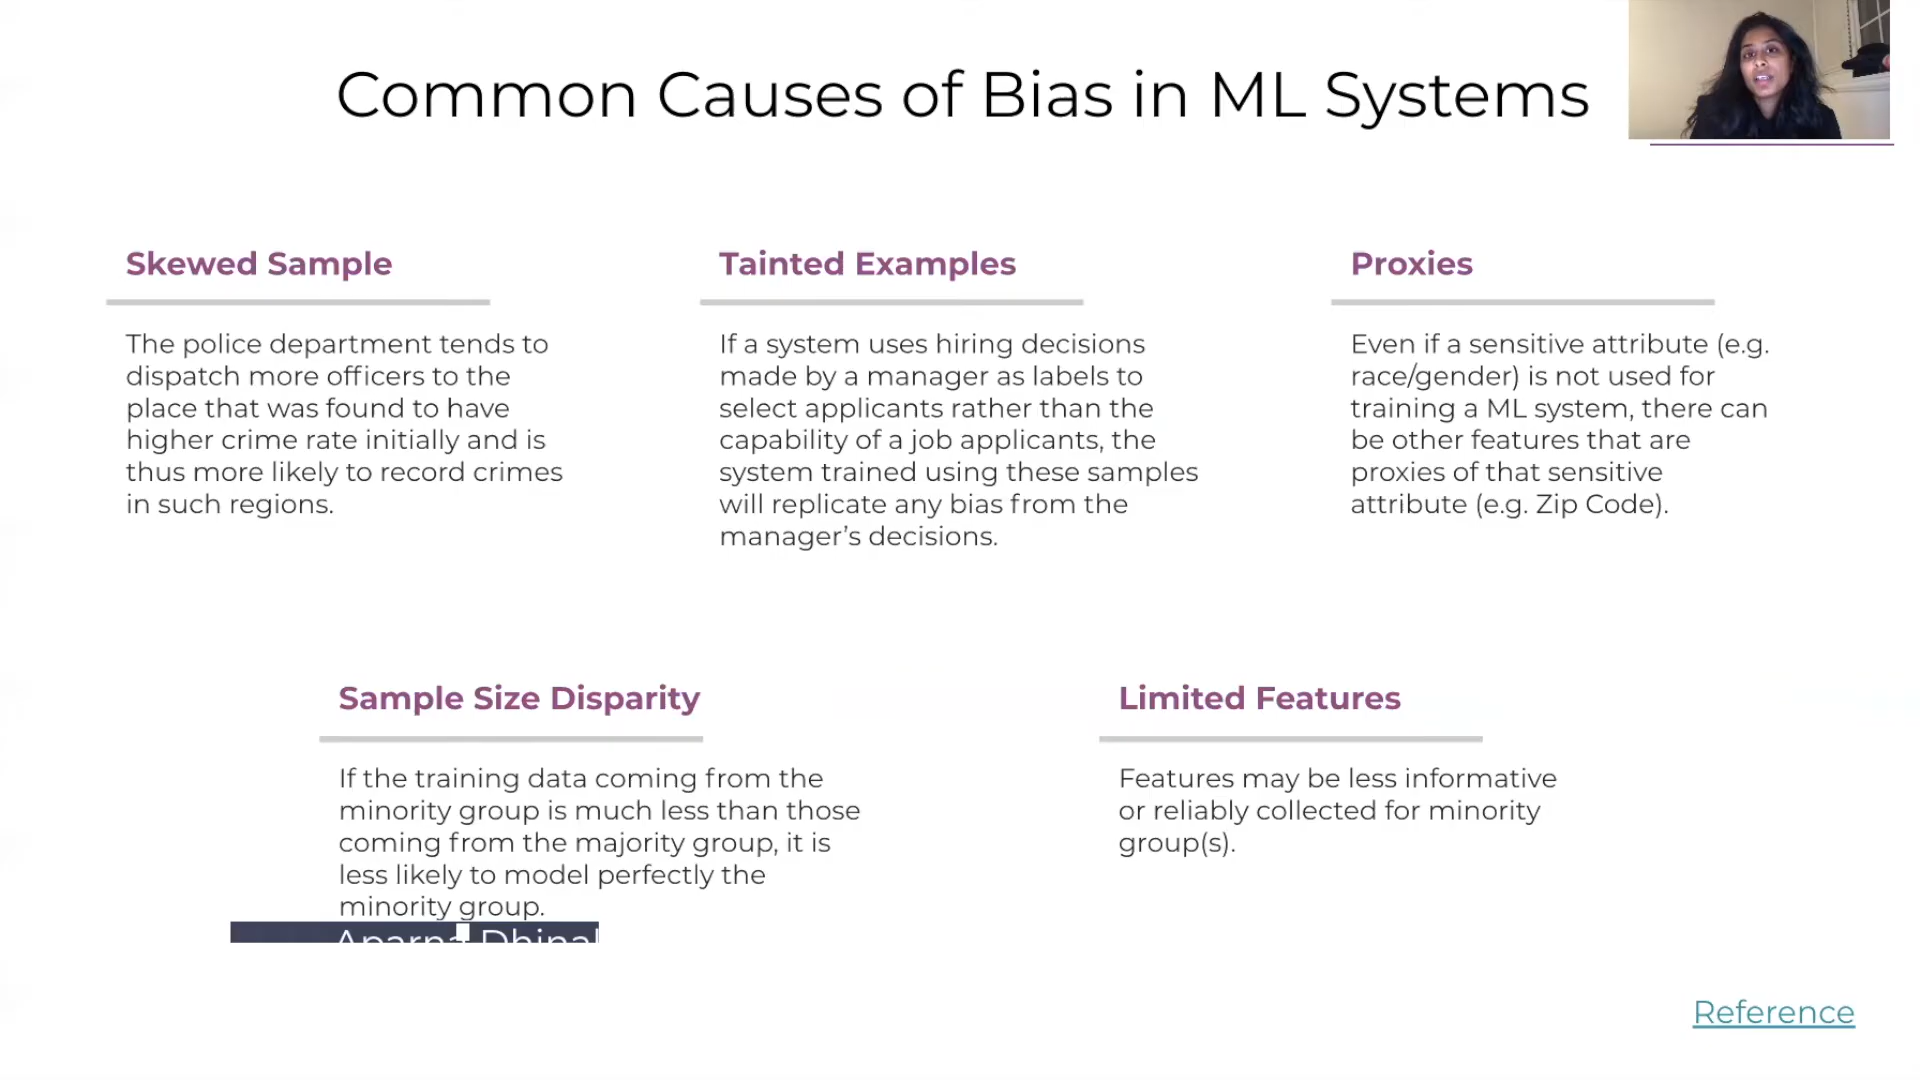 Common Causes of Bias in ML Systems
Skewed Sample
The police department tends to
dispatch more officers to the
place that was found to have
higher crime rate initially and is
thus more likely to record crimes
in such regions.
Tainted Examples
If a system uses hiring decisions
made by a manager as labels to
select applicants rather than the
capability of a job applicants, the
system trained using these samples
will replicate any bias from the
manager’s decisions.
Proxies
Even if a sensitive attribute (e.g.
race/gender) is not used for
training a ML system, there can
be other features that are
proxies of that sensitive
attribute (e.g. Zip Code).
Sample Size Disparity
If the training data coming from the
minority group is much less than those
coming from the majority group, it is
less likely to model perfectly the
minority group.
Aparna
Limited Features
Features may be less informative
or reliably collected for minority
group(s).
Reference